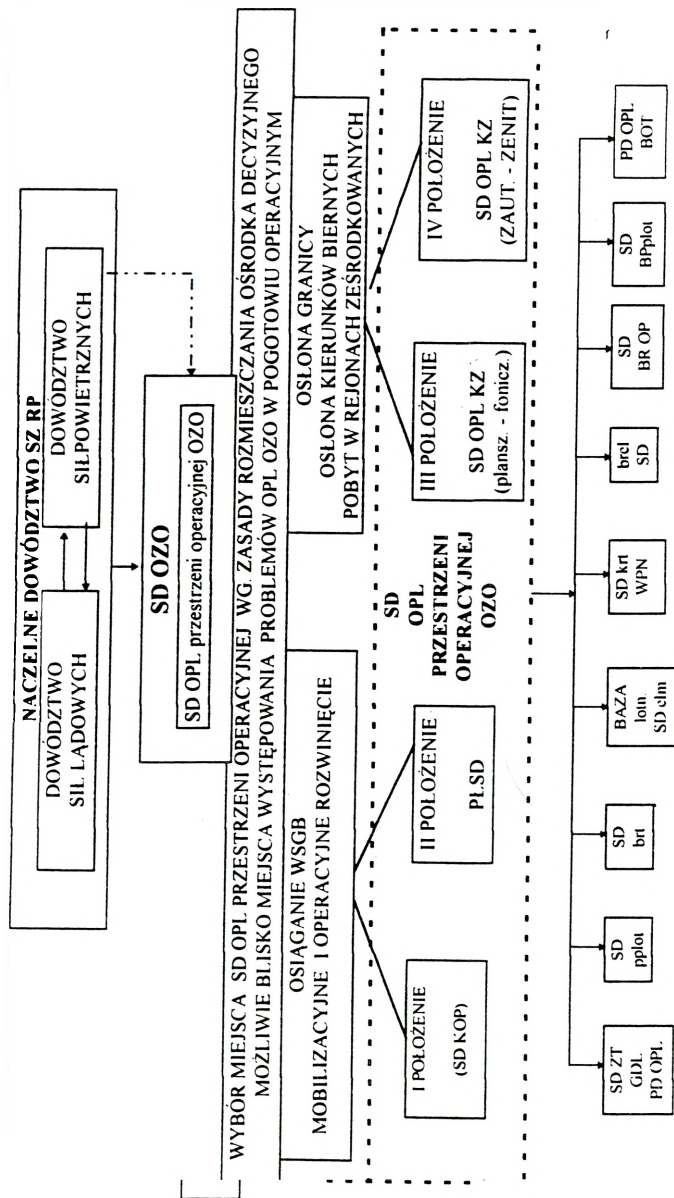 NACZELNE DOWÓDZTWO SZ RP
DOWÓDZTWO
SIŁ LĄDOWYCH
DOWÓDZTWO
SIŁPOWIETRZNYCH
SD OZO
SD OPL przestrzeni operacyjnej OZO
WYBÓR MIEJSCA SD OPL PRZESTRZENI OPERACYJNEJ WG. ZASADY ROZMIESZCZANIA OŚRODKA DECYZYJNEGO
MOŻLIWIE BLISKO MIEJSCA WYSTĘPOWANIA PROBLEMÓW OPL OZO W POGOTOWIU OPERACYJNYM
OSIĄGANIE WSGB
MOBILIZACYJNE I OPERACYJNE ROZWINIĘCIE
OSŁONA GRANICY
OSŁONA KIERUNKÓW BIERNYCH
POBYT W REJONACH ZEŚRODKOWANYCH
I POŁOŻENIE
(SD KOP)
II POŁOŻENIE
PŁSD
SD
OPL
PRZESTRZENI
OPERACYJNEJ
OZO
III POŁOŻENIE
SD OPL KZ
(plansz. - fonicz.)
IV POŁOŻENIE
SD OPL KZ
(ZAUT. - ZENIT)
SD ZT
GDL
PD OPL
SD
pplot
SD
brt
BAZA
lotn.
SD elm
SD krt
WPN
brcl
SD
SD
BR OP
SD
BPplot
PD OPL
BOT